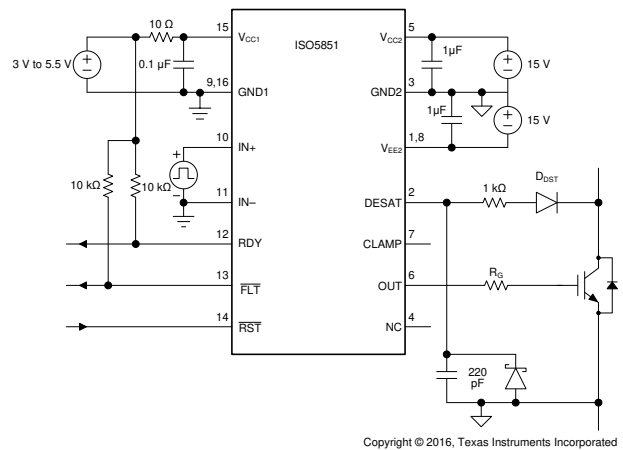 10 Ω
3 V to 5.5 V
0.1 µF
10 kΩ
10 kΩ
+
−
+
−
ISO5851
15
VCC1
9,16
GND1
10
IN+
11
IN−
12
RDY
13
FLT
14
RST
5
VCC2
3
GND2
1,8
VEE2
2
DESAT
7
CLAMP
6
OUT
4
NC
1µF
1µF
+
−
15 V
+
−
15 V
1 kΩ
DDST
RG
220
pF
Copyright © 2016, Texas Instruments Incorporated